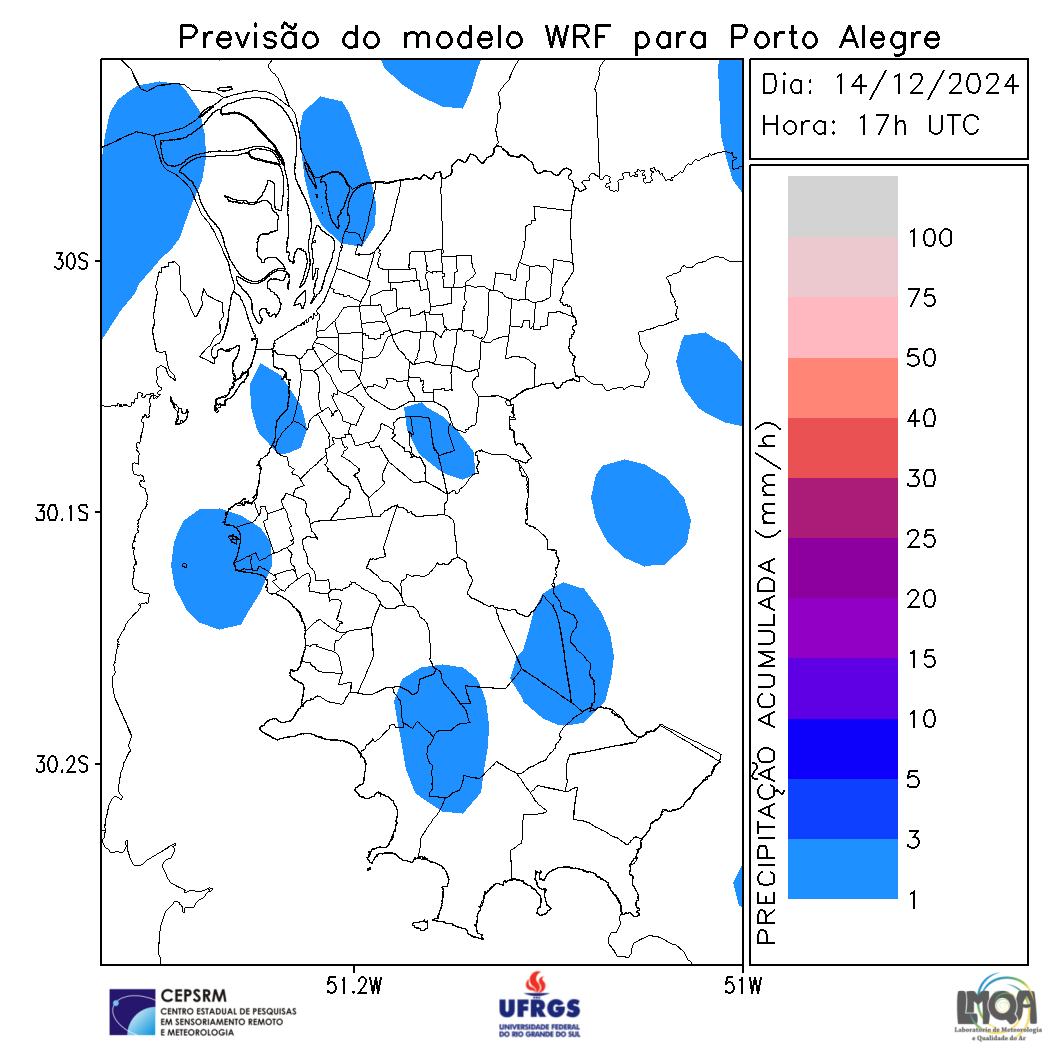 Previsão do modelo WRF para Porto Alegre
Dia: 14/12/2024
Hora: 17h UTC
30S
30.1S
30.2S
51.2W
51W
PRECIPITAÇÃO ACUMULADA (mm/h)
100
75
50
40
30
25
20
15
10
5
3
1
CEPSRM
CENTRO ESTADUAL DE PESQUISAS
EM SENSORIAMENTO REMOTO
E METEOROLOGIA
UFRGS
UNIVERSIDADE FEDERAL
DO RIO GRANDE DO SUL
LMQA
Laboratório de Meteorologia
e Qualidade do Ar